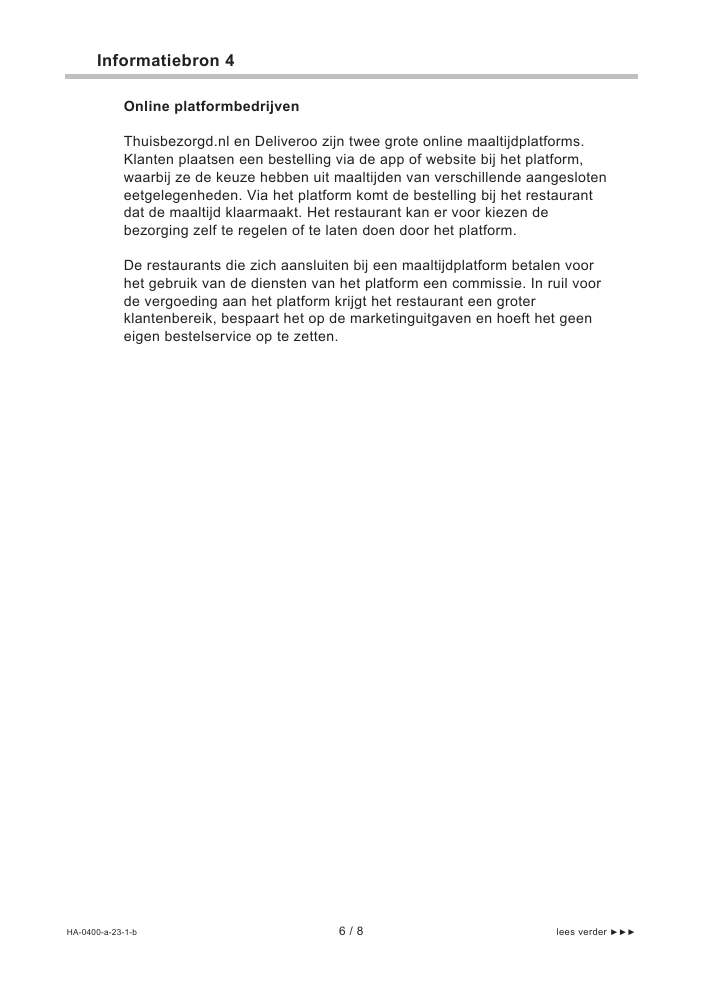 Informatiebron 4
Online platformbedrijven
Thuisbezorgd.nl en Deliveroo zijn twee grote online maaltijdplatforms.
Klanten plaatsen een bestelling via de app of website bij het platform,
waarbij ze de keuze hebben uit maaltijden van verschillende aangesloten
eetgelegenheden. Via het platform komt de bestelling bij het restaurant
dat de maaltijd klaarmaakt. Het restaurant kan er voor kiezen de
bezorging zelf te regelen of te laten doen door het platform.
De restaurants die zich aansluiten bij een maaltijdplatform betalen voor
het gebruik van de diensten van het platform een commissie. In ruil voor
de vergoeding aan het platform krijgt het restaurant een groter
klantenbereik, bespaart het op de marketinguitgaven en hoeft het geen
eigen bestelservice op te zetten.
HA-0400-a-23-1-b
6 / 8
lees verder ►►►